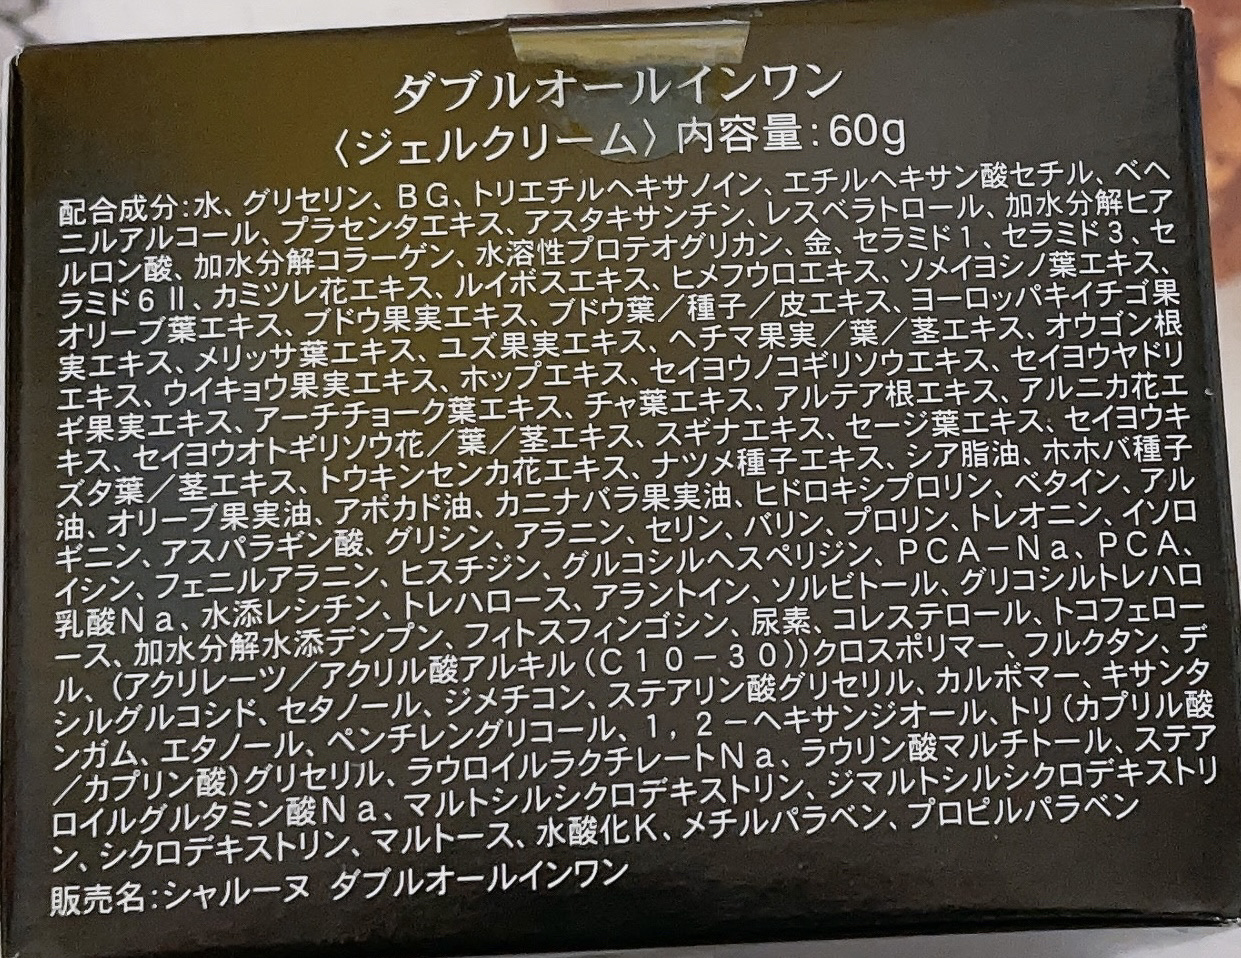 ダブルオールインワン
〈ジェルクリーム〉内容量:60g
配合成分:水、グリセリン、BG、トリエチルヘキサノイン、エチルヘキサン酸セチル、ベヘ
ニルアルコール、プラセンタエキス、アスタキサンチン、レスベラトロール、加水分解ヒア
ルロン酸、加水分解コラーゲン、水溶性プロテオグリカン、金、セラミド1、セラミド3、セ
ラミド6Ⅱ、カミツレ花エキス、ルイボスエキス、ヒメフウロエキス、ソメイヨシノ葉エキス、
オリーブ葉エキス、ブドウ果実エキス、ブドウ葉/種子/皮エキス、ヨーロッパキイチゴ果
実エキス、メリッサ葉エキス、ユズ果実エキス、ヘチマ果実/葉/茎エキス、オウゴン根
エキス、ウイキョウ果実エキス、ホップエキス、セイヨウノコギリソウエキス、セイヨウヤドリ
ギ果実エキス、アーチチョーク葉エキス、チャ葉エキス、アルテア根エキス、アルニカ花エ
キス、セイヨウオトギリソウ花/葉/茎エキス、スギナエキス、セージ葉エキス、セイヨウキ
ズタ葉/茎エキス、トウキンセンカ花エキス、ナツメ種子エキス、シア脂油、ホホバ種子
油、オリーブ果実油、アボカド油、カニナバラ果実油、ヒドロキシプロリン、ベタイン、アル
ギニン、アスパラギン酸、グリシン、アラニン、セリン、バリン、プロリン、トレオニン、イソロ
イシン、フェニルアラニン、ヒスチジン、グルコシルヘスペリジン、PCA-Na、PCA、
乳酸Na、水添レシチン、トレハロース、アラントイン、ソルビトール、グリコシルトレハロ
ース、加水分解水添デンプン、フィトスフィンゴシン、尿素、コレステロール、トコフェロー
ル、(アクリレーツ/アクリル酸アルキル(C10-30))クロスポリマー、フルクタン、デ
シルグルコシド、セタノール、ジメチコン、ステアリン酸グリセリル、カルボマー、キサンタ
ンガム、エタノール、ペンチレングリコール、1,2-ヘキサンジオール、トリ(カプリル酸
/カプリン酸)グリセリル、ラウロイルラクチレートNa、ラウリン酸マルチトール、ステア
ロイルグルタミン酸Na、マルトシルシクロデキストリン、ジマルトシルシクロデキストリ
ン、シクロデキストリン、マルトース、水酸化K、メチルパラベン、プロピルパラベン
販売名:シャルーヌ ダブルオールインワン